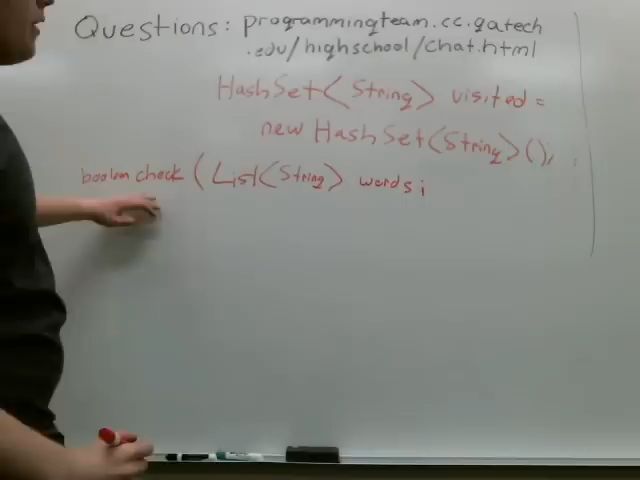 Questions: programmingteam.cc.gatech
.edu/highschool/chat.html
HashSet<String> visited =
new HashSet<String>();
boolean check (List<String> words;